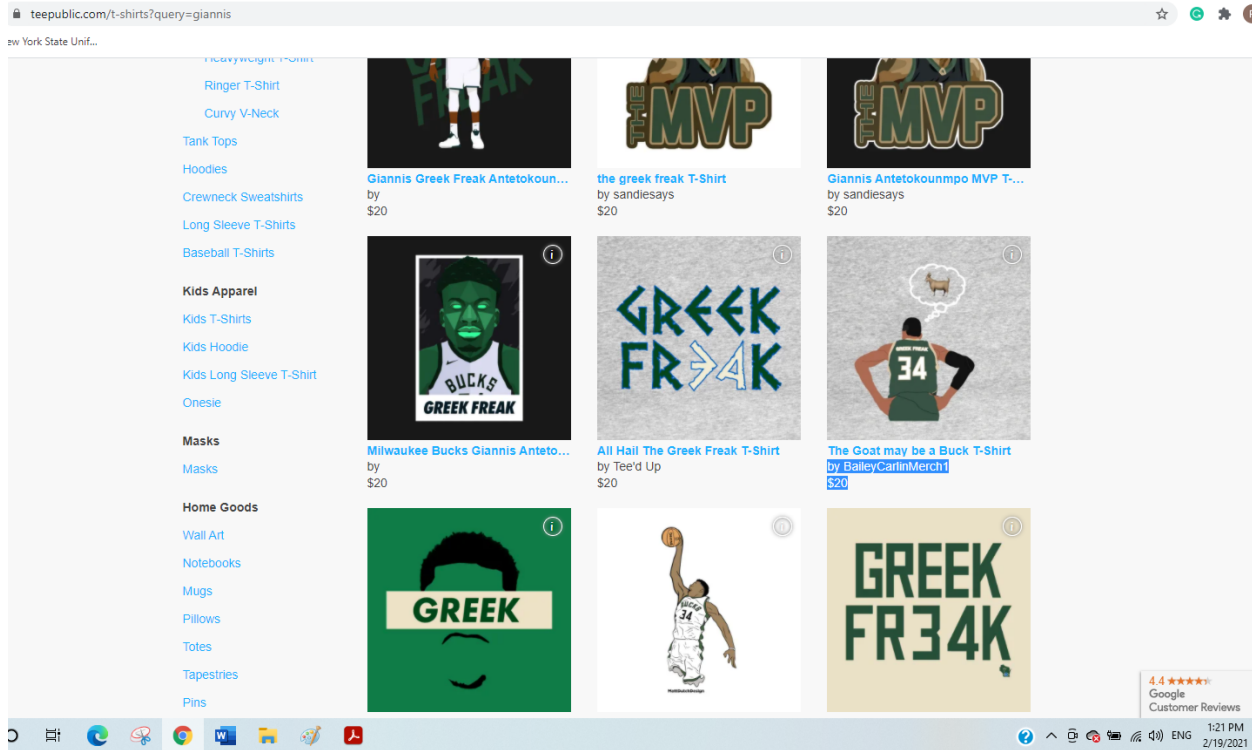 teepublic.com/t-shirts?query=giannis
ew York State Unif...
Heavyweight T-Shirt
Ringer T-Shirt
Curvy V-Neck
Tank Tops
Hoodies
Crewneck Sweatshirts
Long Sleeve T-Shirts
Baseball T-Shirts
Kids Apparel
Kids T-Shirts
Kids Hoodie
Kids Long Sleeve T-Shirt
Onesie
Masks
Masks
Home Goods
Wall Art
Notebooks
Mugs
Pillows
Totes
Tapestries
Pins
FREAK
Giannis Greek Freak Antetokoun...
by
$20
THE MVP
the greek freak T-Shirt
by sandiesays
$20
THE MVP
Giannis Antetokounmpo MVP T-...
by sandiesays
$20
BUCKS
GREEK FREAK
Milwaukee Bucks Giannis Anteto...
by
$20
GREEK
FR34K
All Hail The Greek Freak T-Shirt
by Tee'd Up
$20
GREEK FREAK
34
The Goat may be a Buck T-Shirt
by BaileyCarlinMerch1
$20
GREEK
BUCKS
34
GREEK
FR34K
4.4
Google
Customer Reviews
ENG
1:21 PM
2/19/2021